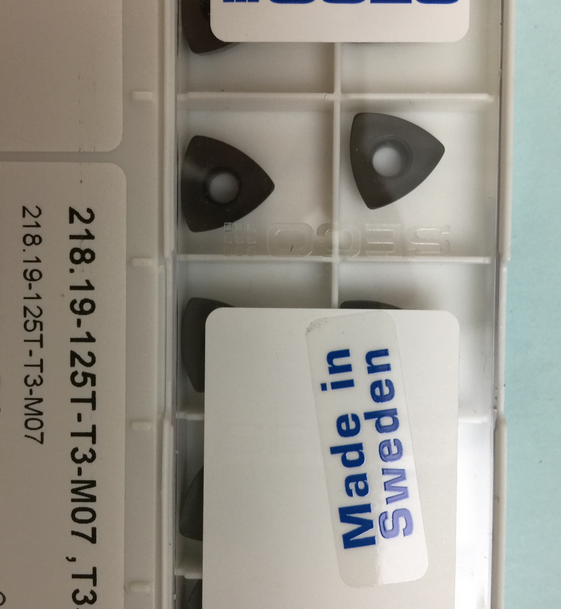 218.19-125T-T3-M07 , T3
218.19-125T-T3-M07
SECO
Made in
Sweden